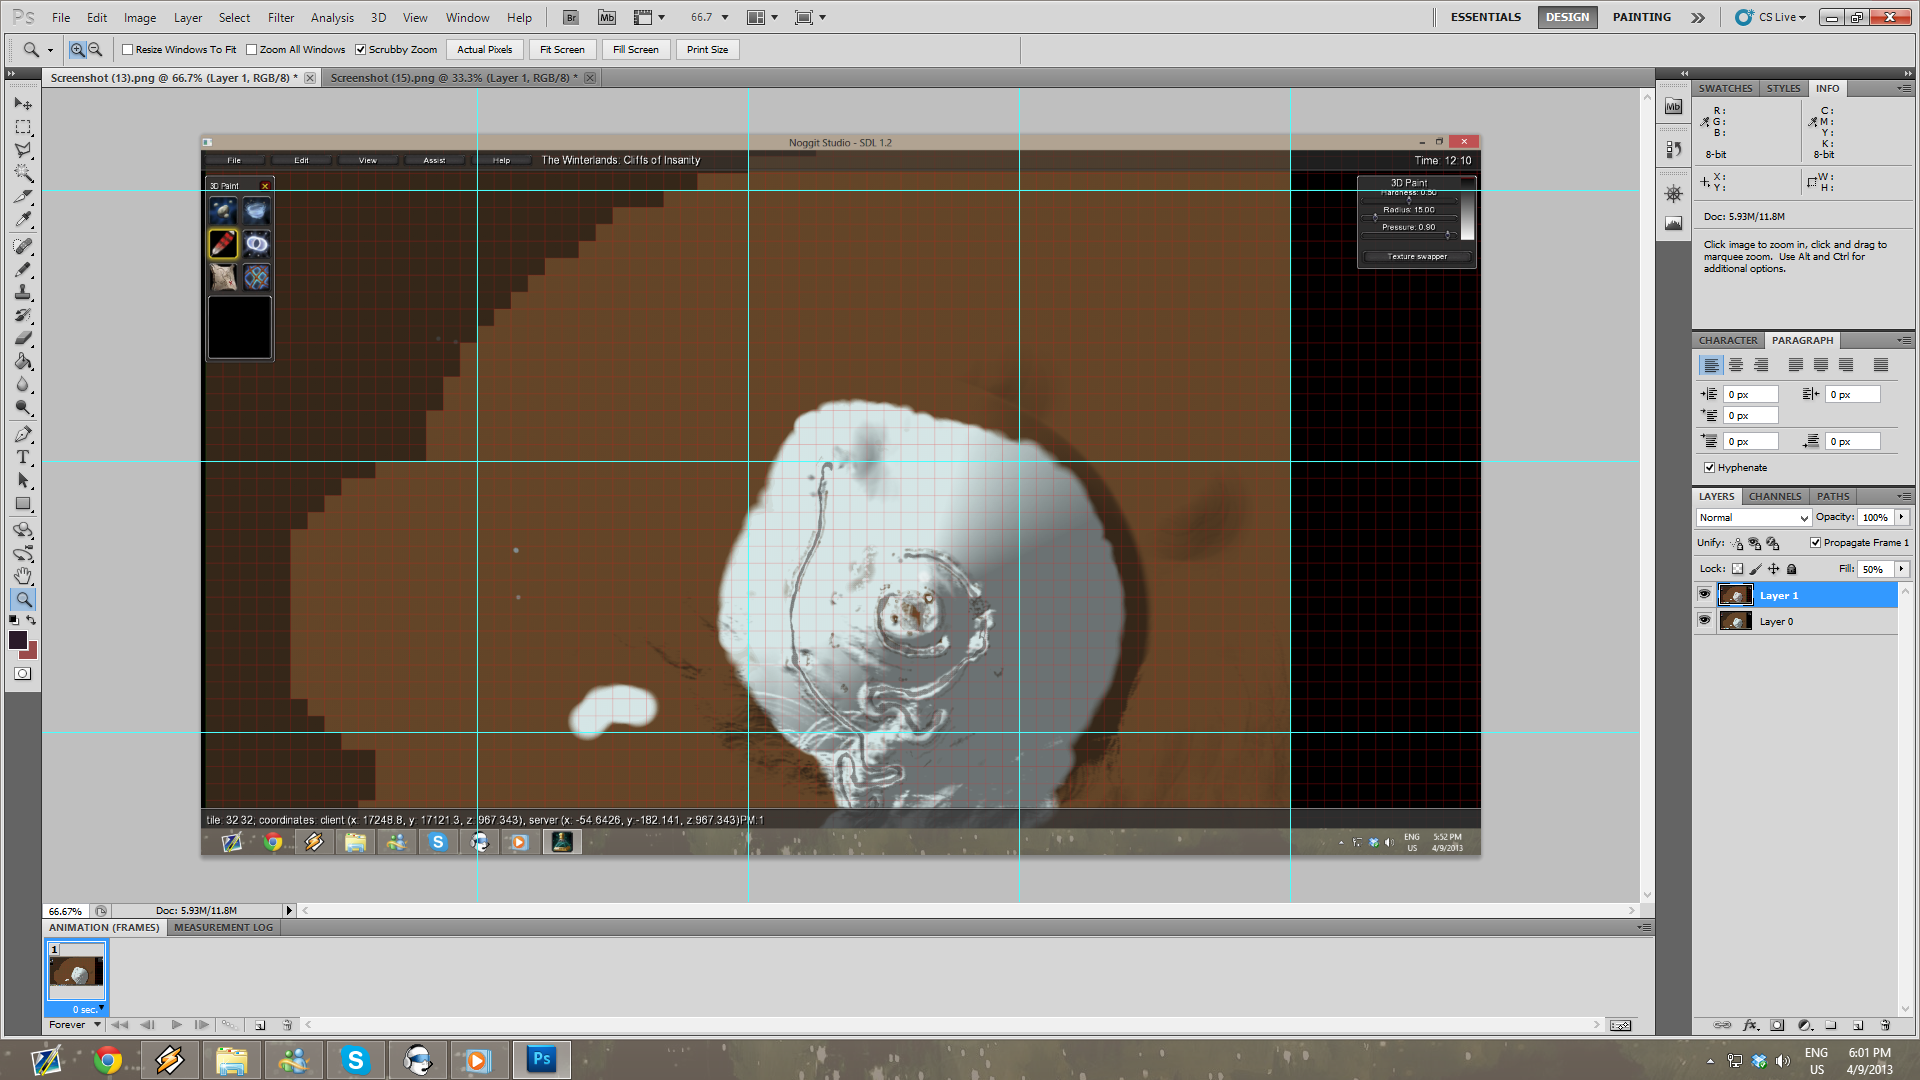 Ps File Edit Image Layer Select Filter Analysis 3D View Window Help Br Mb 66.7 ESSENTIALS DESIGN PAINTING CS Live
Resize Windows To Fit Zoom All Windows Scrubby Zoom Actual Pixels Fit Screen Fill Screen Print Size
Screenshot (13).png @ 66.7% (Layer 1, RGB/8) * Screenshot (15).png @ 33.3% (Layer 1, RGB/8) *
Noggit Studio - SDL 1.2
File Edit View Assist Help The Winterlands: Cliffs of Insanity Time: 12:10
3D Paint
3D Paint
Hardness: 0.50
Radius: 15.00
Pressure: 0.90
Texture swapper
tile: 32 32, coordinates: client (x: 17248.8, y: 17121.3, z: 967.343), server (x: -54.6426, y:-182.141, z:967.343)PM:1
ENG
US
5:52 PM
4/9/2013
Mb
SWATCHES STYLES INFO
R:
G:
B:
8-bit
C:
M:
Y:
K:
8-bit
X:
Y:
W:
H:
Doc: 5.93M/11.8M
Click image to zoom in, click and drag to
marquee zoom. Use Alt and Ctrl for
additional options.
CHARACTER PARAGRAPH
0 px 0 px
0 px
0 px 0 px
Hyphenate
LAYERS CHANNELS PATHS
Normal Opacity: 100%
Unify: Propagate Frame 1
Lock: Fill: 50%
Layer 1
Layer 0
66.67% Doc: 5.93M/11.8M
ANIMATION (FRAMES) MEASUREMENT LOG
1
0 sec.
Forever
Ps
ENG
US
6:01 PM
4/9/2013